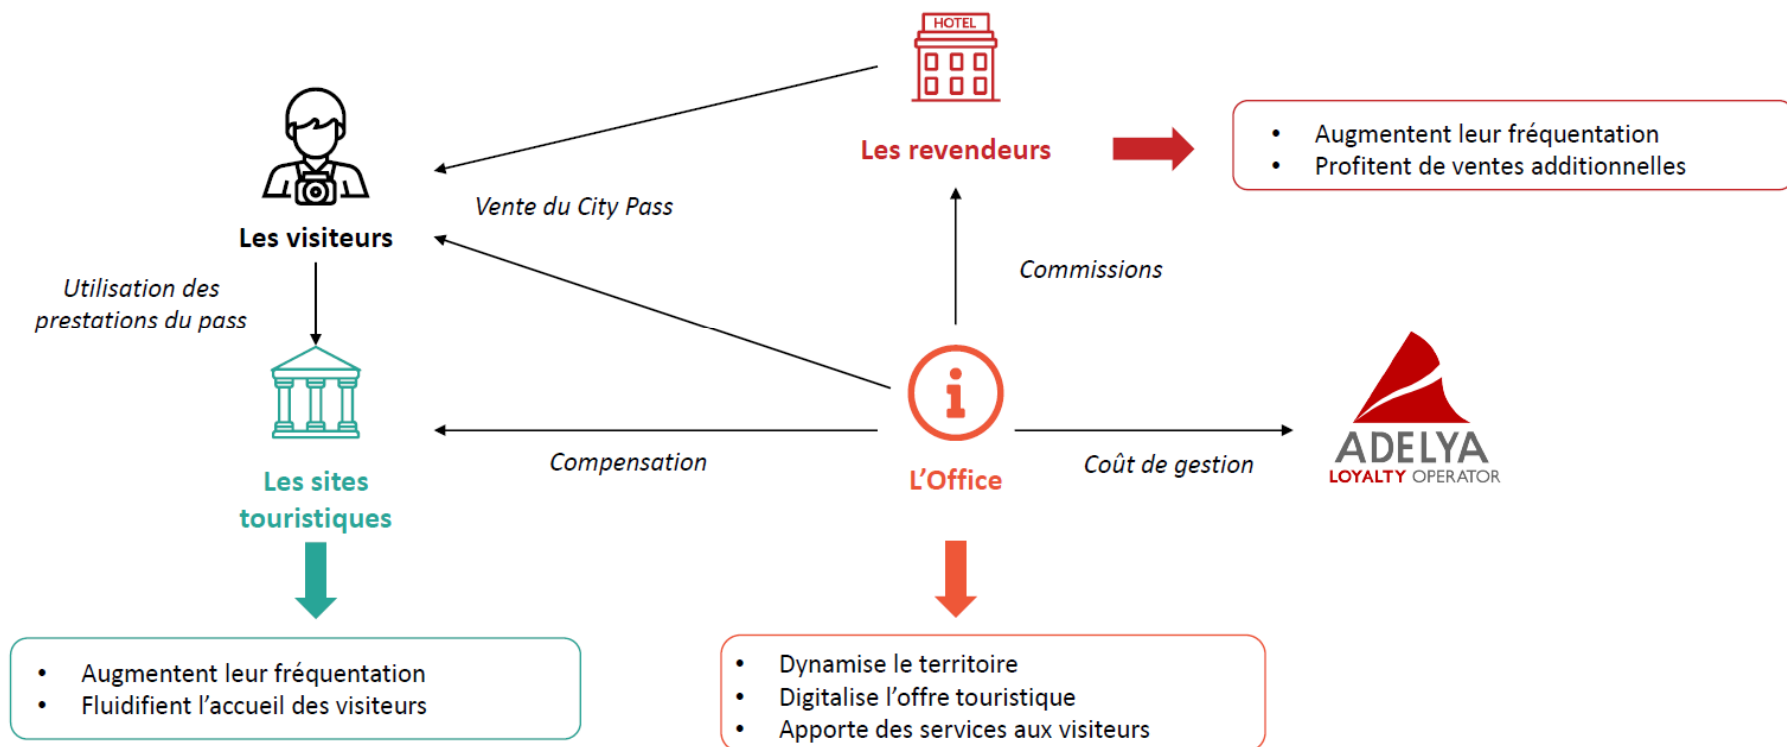 HOTEL
Les revendeurs
• Augmentent leur fréquentation
• Profitent de ventes additionnelles
Vente du City Pass
Les visiteurs
Commissions
Utilisation des
prestations du pass
ADELYA
LOYALTY OPERATOR
Compensation
Coût de gestion
Les sites
touristiques
L’Office
• Augmentent leur fréquentation
• Fluidifient l’accueil des visiteurs
• Dynamise le territoire
• Digitalise l’offre touristique
• Apporte des services aux visiteurs